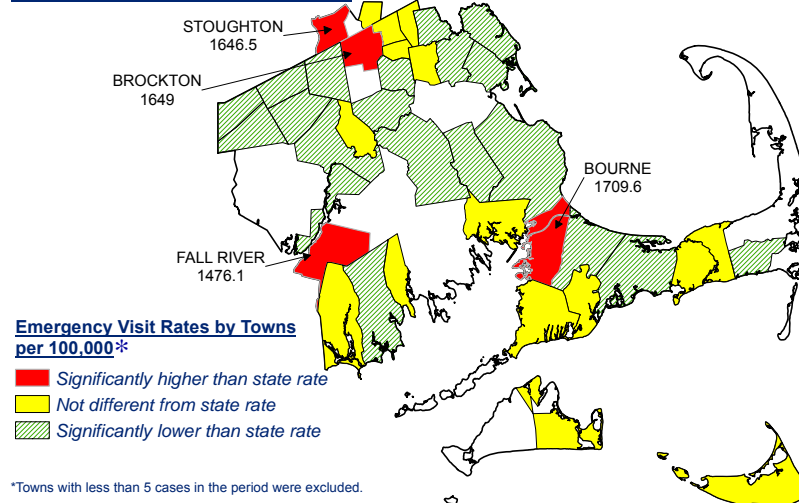 STOUGHTON
1646.5
BROCKTON
1649
BOURNE
1709.6
FALL RIVER
1476.1
Emergency Visit Rates by Towns
per 100,000*
Significantly higher than state rate
Not different from state rate
Significantly lower than state rate
*Towns with less than 5 cases in the period were excluded.